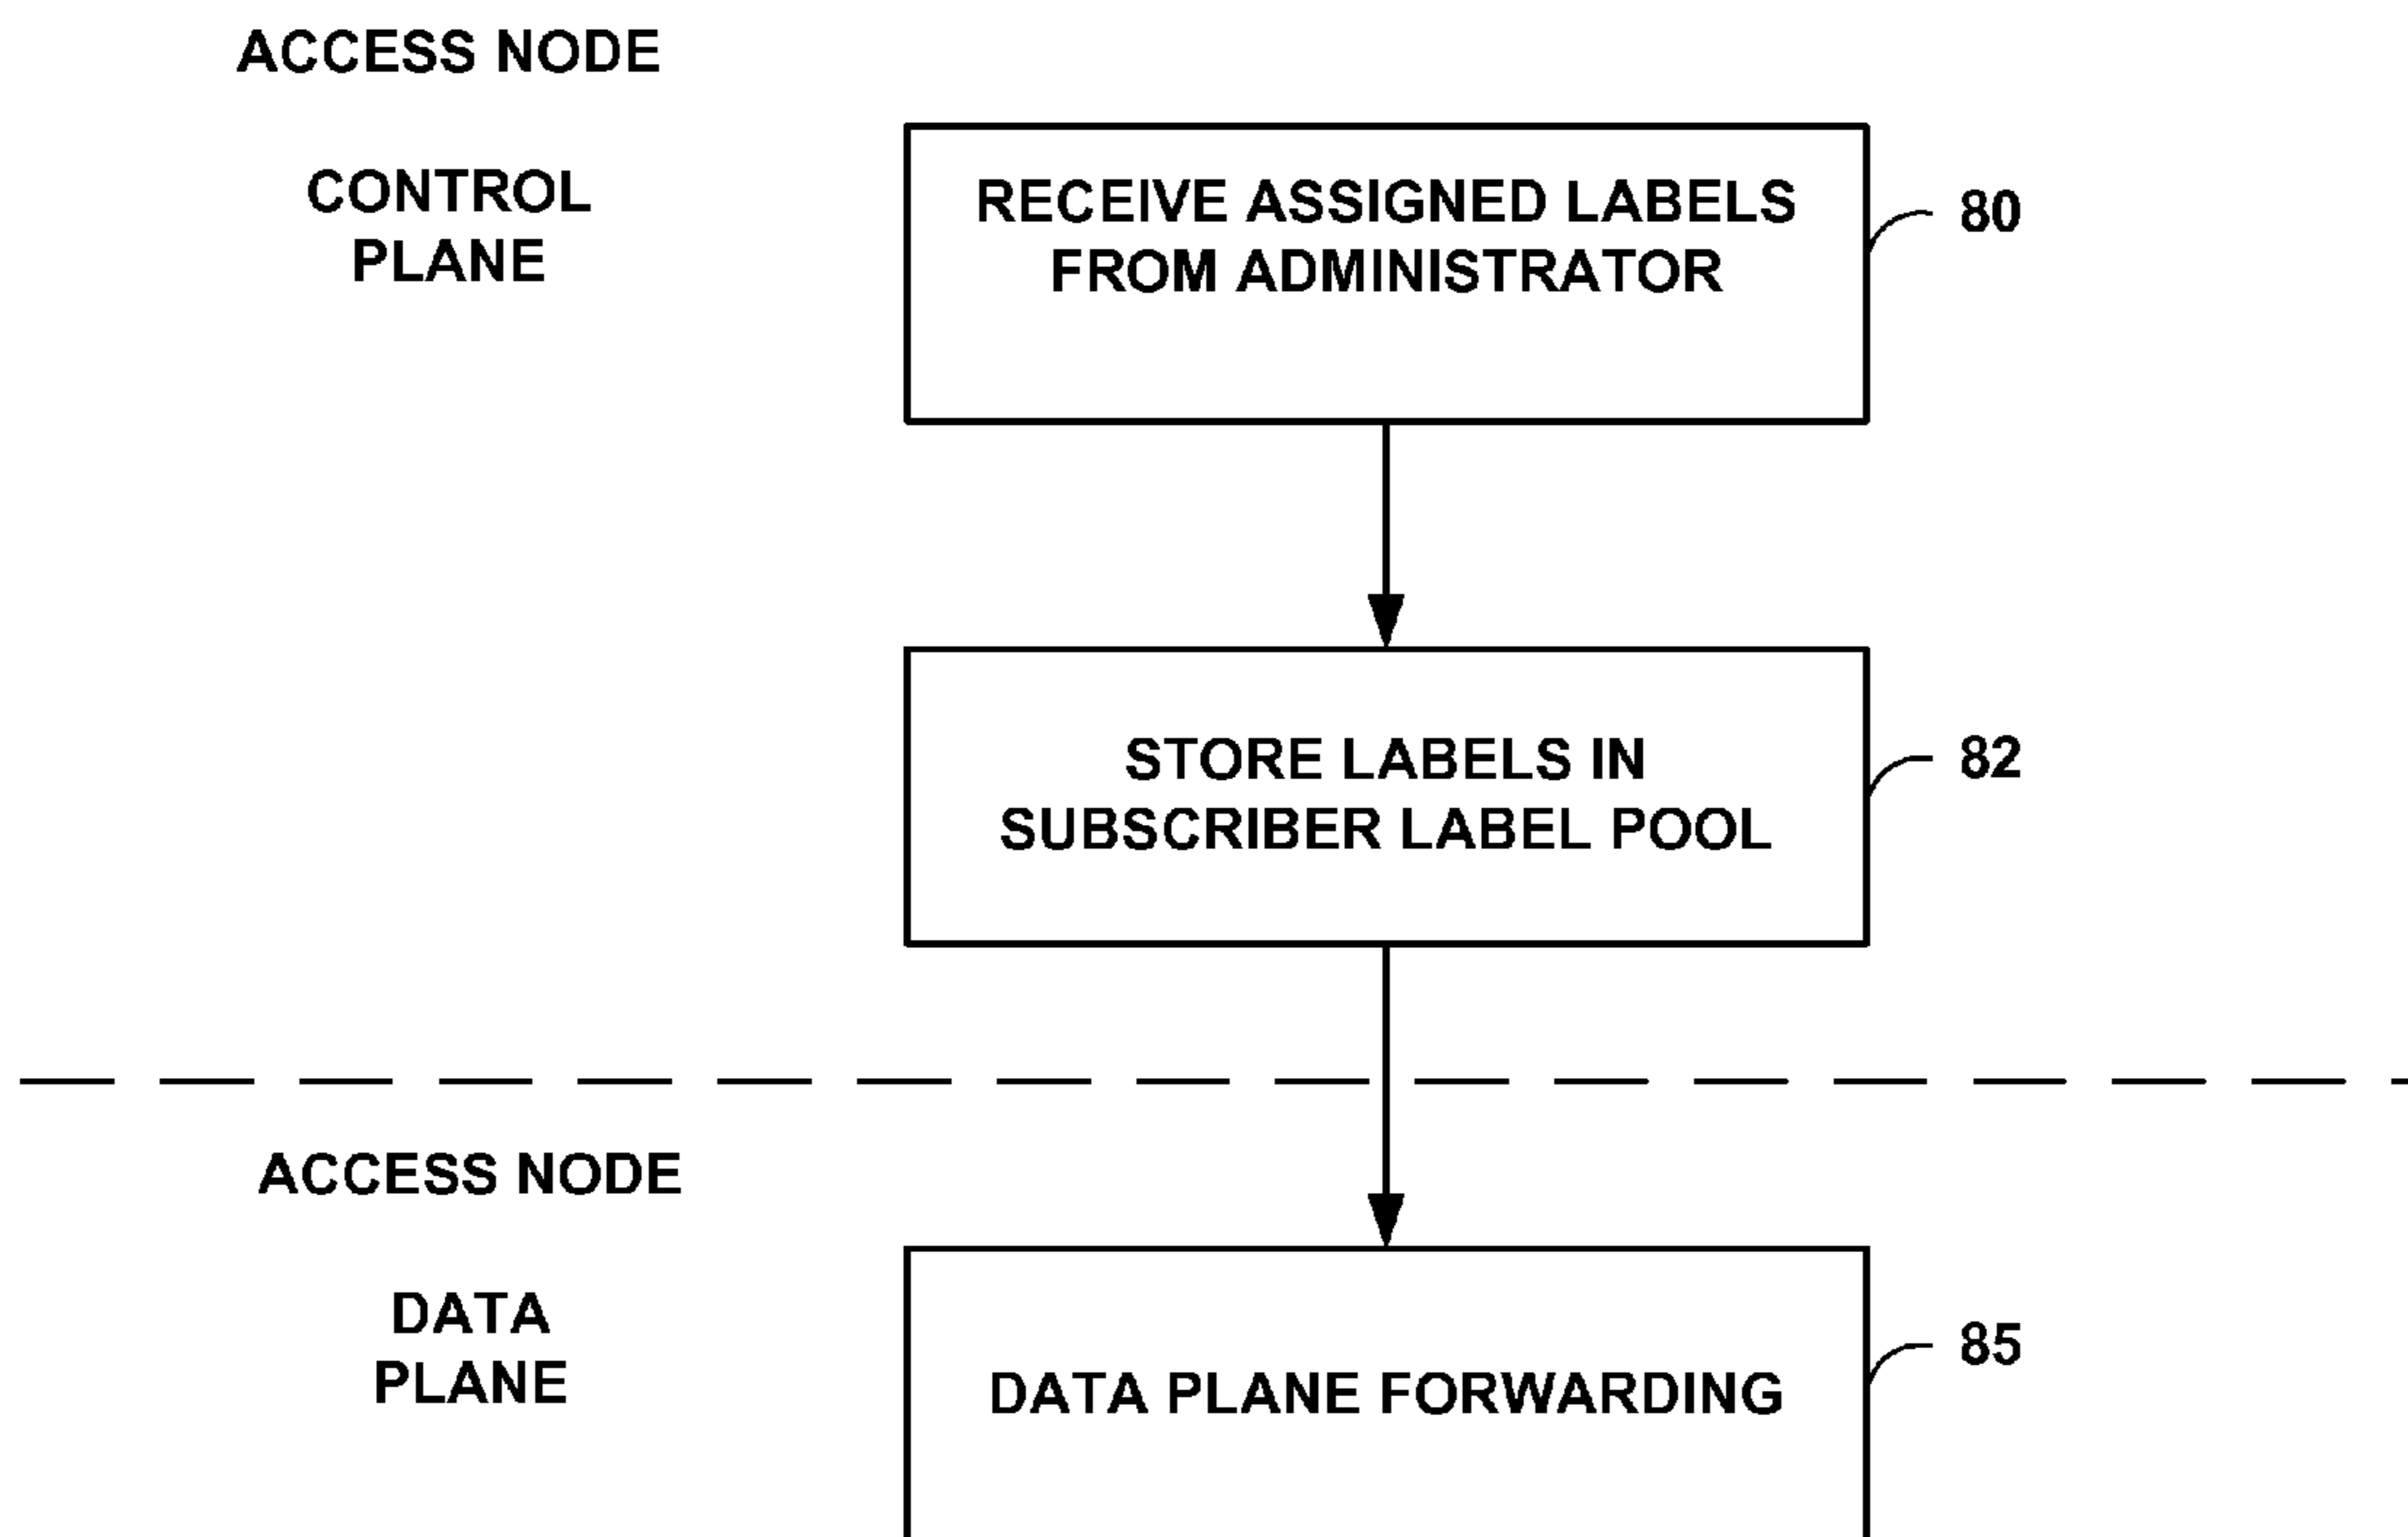 ACCESS NODE
CONTROL
PLANE
RECEIVE ASSIGNED LABELS
FROM ADMINISTRATOR
80
STORE LABELS IN
SUBSCRIBER LABEL POOL
82
ACCESS NODE
DATA
PLANE
DATA PLANE FORWARDING
85